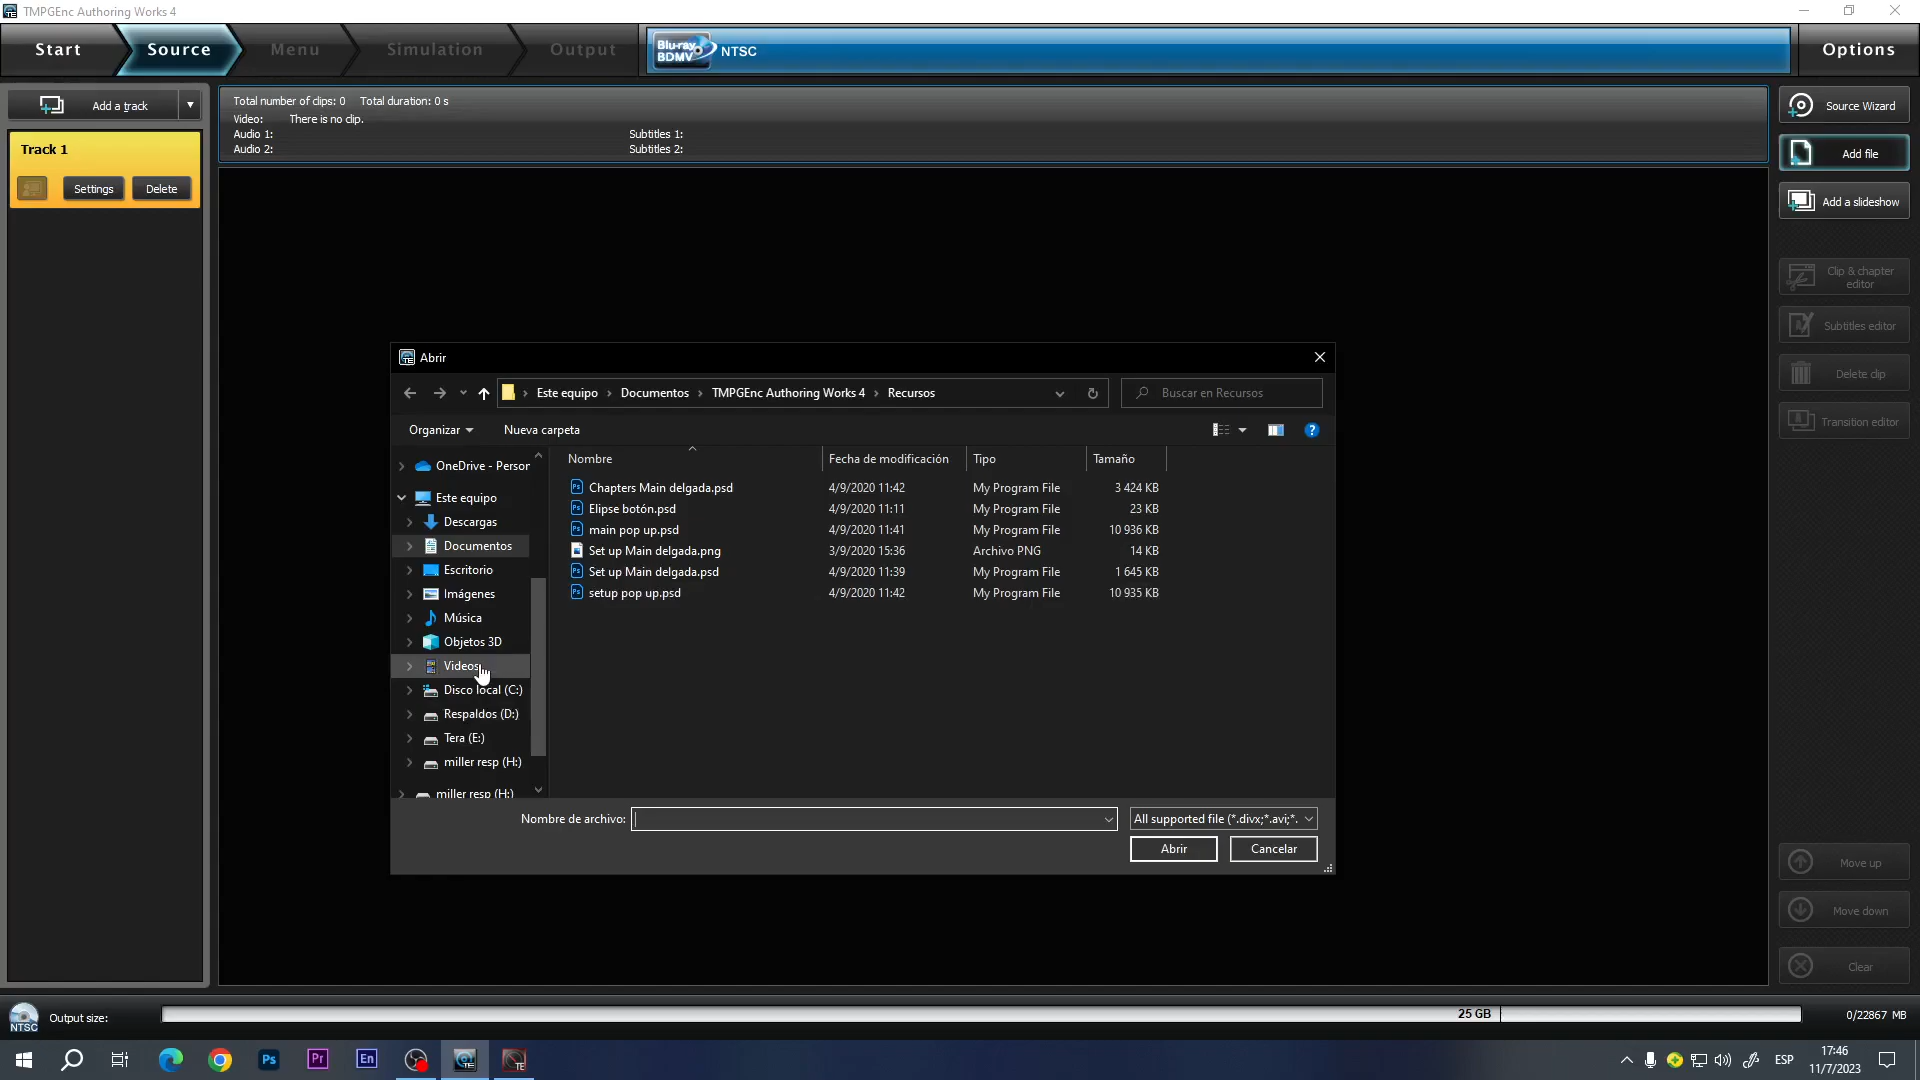 TMPGEnc Authoring Works 4
Start
Source
Menu
Simulation
Output
Blu-ray BDMV
NTSC
Options
Add a track
Track 1
Settings
Delete
Total number of clips: 0 Total duration: 0 s
Video: There is no clip.
Audio 1: Subtitles 1:
Audio 2: Subtitles 2:
Source Wizard
Add file
Add a slideshow
Clip & chapter
editor
Subtitles editor
Delete clip
Transition editor
Move up
Move down
Clear
Abrir
Este equipo › Documentos › TMPGEnc Authoring Works 4 › Recursos
Buscar en Recursos
Organizar
Nueva carpeta
OneDrive - Person
Este equipo
Descargas
Documentos
Escritorio
Imágenes
Música
Objetos 3D
Videos
Disco local (C:)
Respaldos (D:)
Tera (E:)
miller resp (H:)
miller resp (H:)
Nombre Fecha de modificación Tipo Tamaño
Chapters Main delgada.psd 4/9/2020 11:42 My Program File 3 424 KB
Elipse botón.psd 4/9/2020 11:11 My Program File 23 KB
main pop up.psd 4/9/2020 11:41 My Program File 10 936 KB
Set up Main delgada.png 3/9/2020 15:36 Archivo PNG 14 KB
Set up Main delgada.psd 4/9/2020 11:39 My Program File 1 645 KB
setup pop up.psd 4/9/2020 11:42 My Program File 10 935 KB
Nombre de archivo:
All supported file (*.divx;*.avi;*.
Abrir
Cancelar
NTSC
Output size:
25 GB
0/22867 MB
Ps
Pr
En
TE
TE
ESP
17:46
11/7/2023